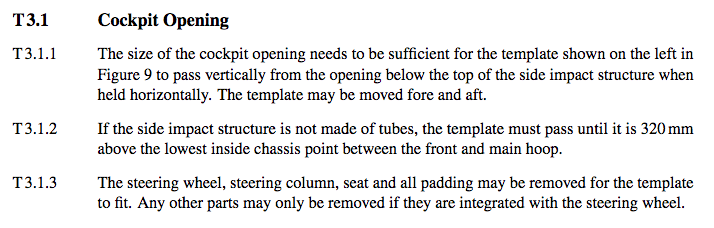 T 3.1 Cockpit Opening
T 3.1.1 The size of the cockpit opening needs to be sufficient for the template shown on the left in
Figure 9 to pass vertically from the opening below the top of the side impact structure when
held horizontally. The template may be moved fore and aft.
T 3.1.2 If the side impact structure is not made of tubes, the template must pass until it is 320 mm
above the lowest inside chassis point between the front and main hoop.
T 3.1.3 The steering wheel, steering column, seat and all padding may be removed for the template
to fit. Any other parts may only be removed if they are integrated with the steering wheel.